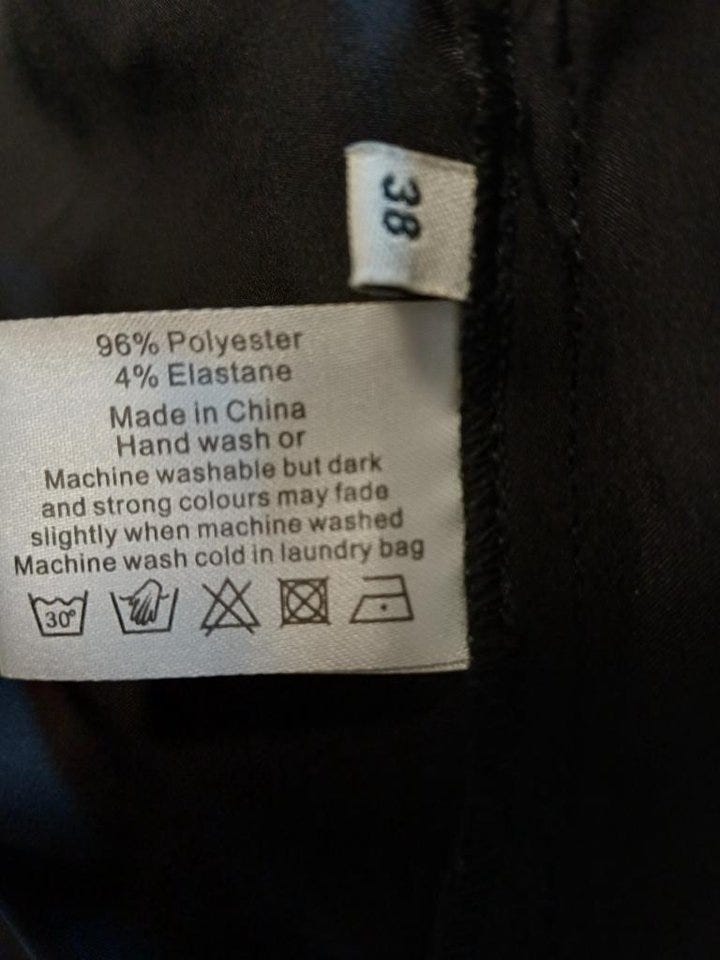 38
96% Polyester
4% Elastane
Made in China
Hand wash or
Machine washable but dark
and strong colours may fade
slightly when machine washed
Machine wash cold in laundry bag
30°